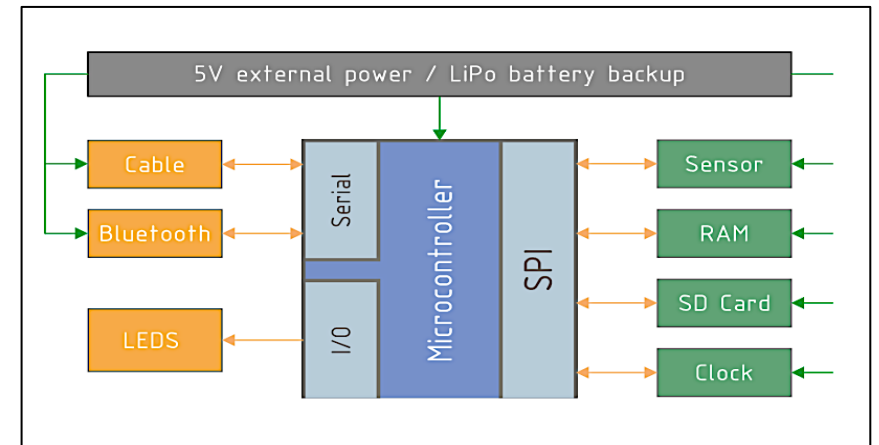 5V external power / LiPo battery backup
Cable
Bluetooth
LEDS
Serial
I/O
Microcontroller
SPI
Sensor
RAM
SD Card
Clock